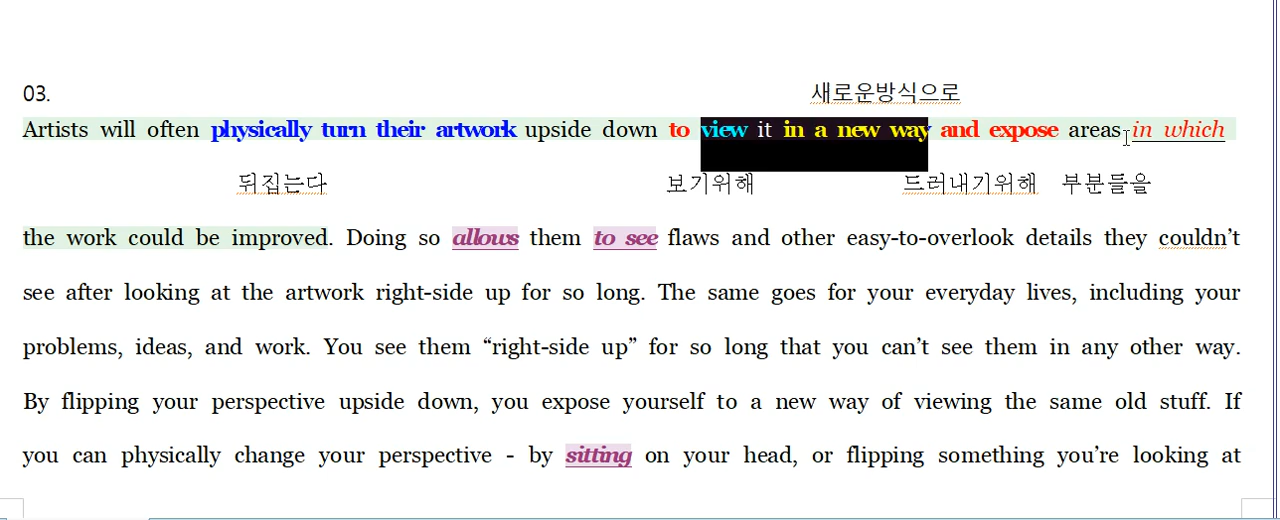 03.
새로운방식으로
Artists will often physically turn their artwork upside down to view it in a new way and expose areas in which
뒤집는다 보기위해 드러내기위해 부분들을
the work could be improved. Doing so allows them to see flaws and other easy-to-overlook details they couldn’t
see after looking at the artwork right-side up for so long. The same goes for your everyday lives, including your
problems, ideas, and work. You see them “right-side up” for so long that you can’t see them in any other way.
By flipping your perspective upside down, you expose yourself to a new way of viewing the same old stuff. If
you can physically change your perspective - by sitting on your head, or flipping something you’re looking at